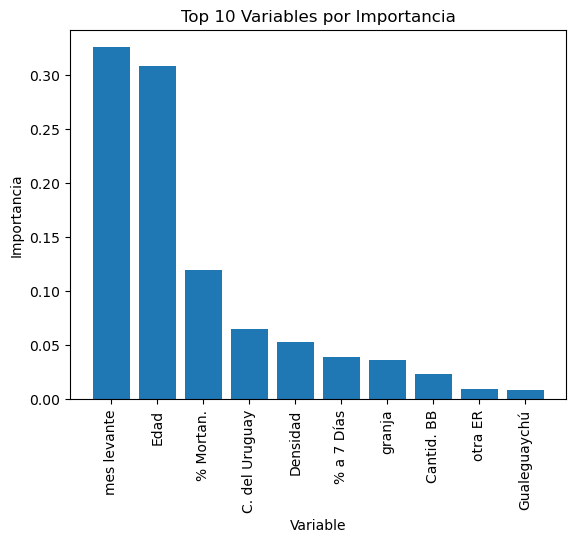 Top 10 Variables por Importancia
Importancia
0.30
0.25
0.20
0.15
0.10
0.05
0.00
mes levante
Edad
% Mortan.
C. del Uruguay
Densidad
% a 7 Días
granja
Cantid. BB
otra ER
Gualeguaychú
Variable